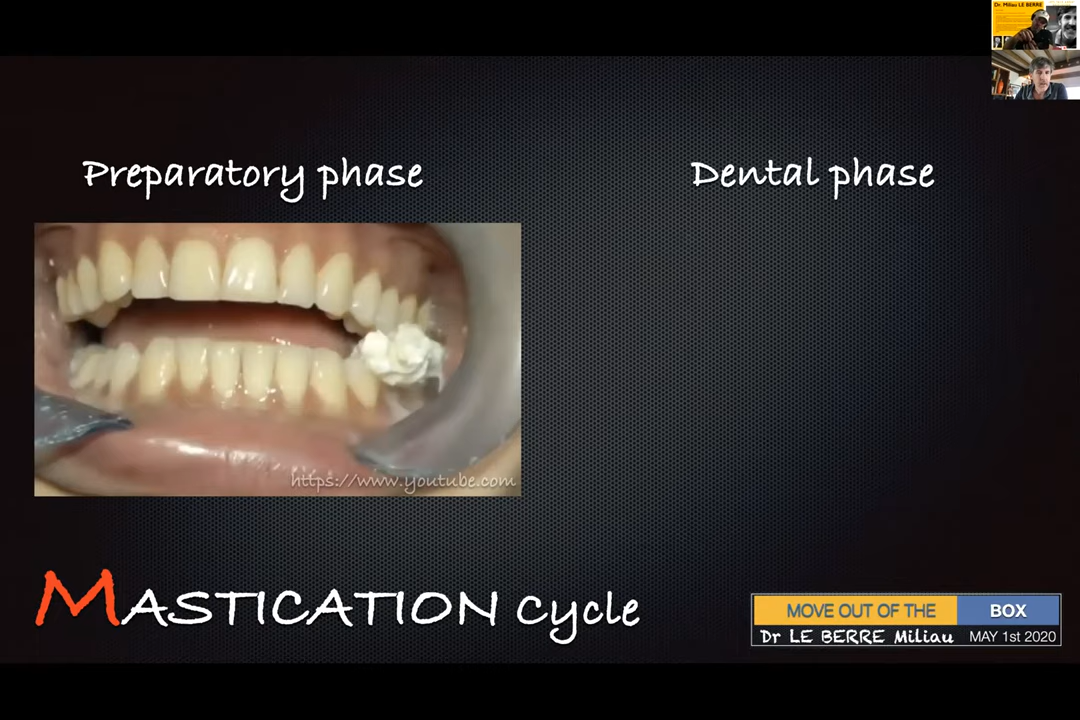 Dr. Miliau LE BERRE
Preparatory phase
Dental phase
https://www.youtube.com
MASTICATION Cycle
MOVE OUT OF THE BOX
Dr LE BERRE Miliau MAY 1st 2020